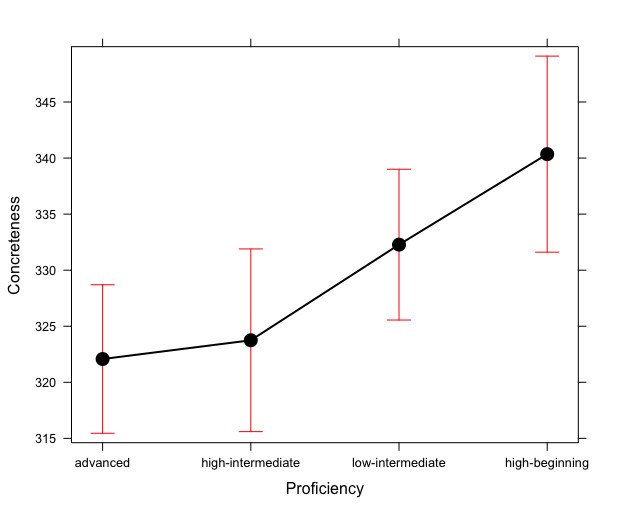 Concreteness
345
340
335
330
325
320
315
advanced high-intermediate low-intermediate high-beginning
Proficiency